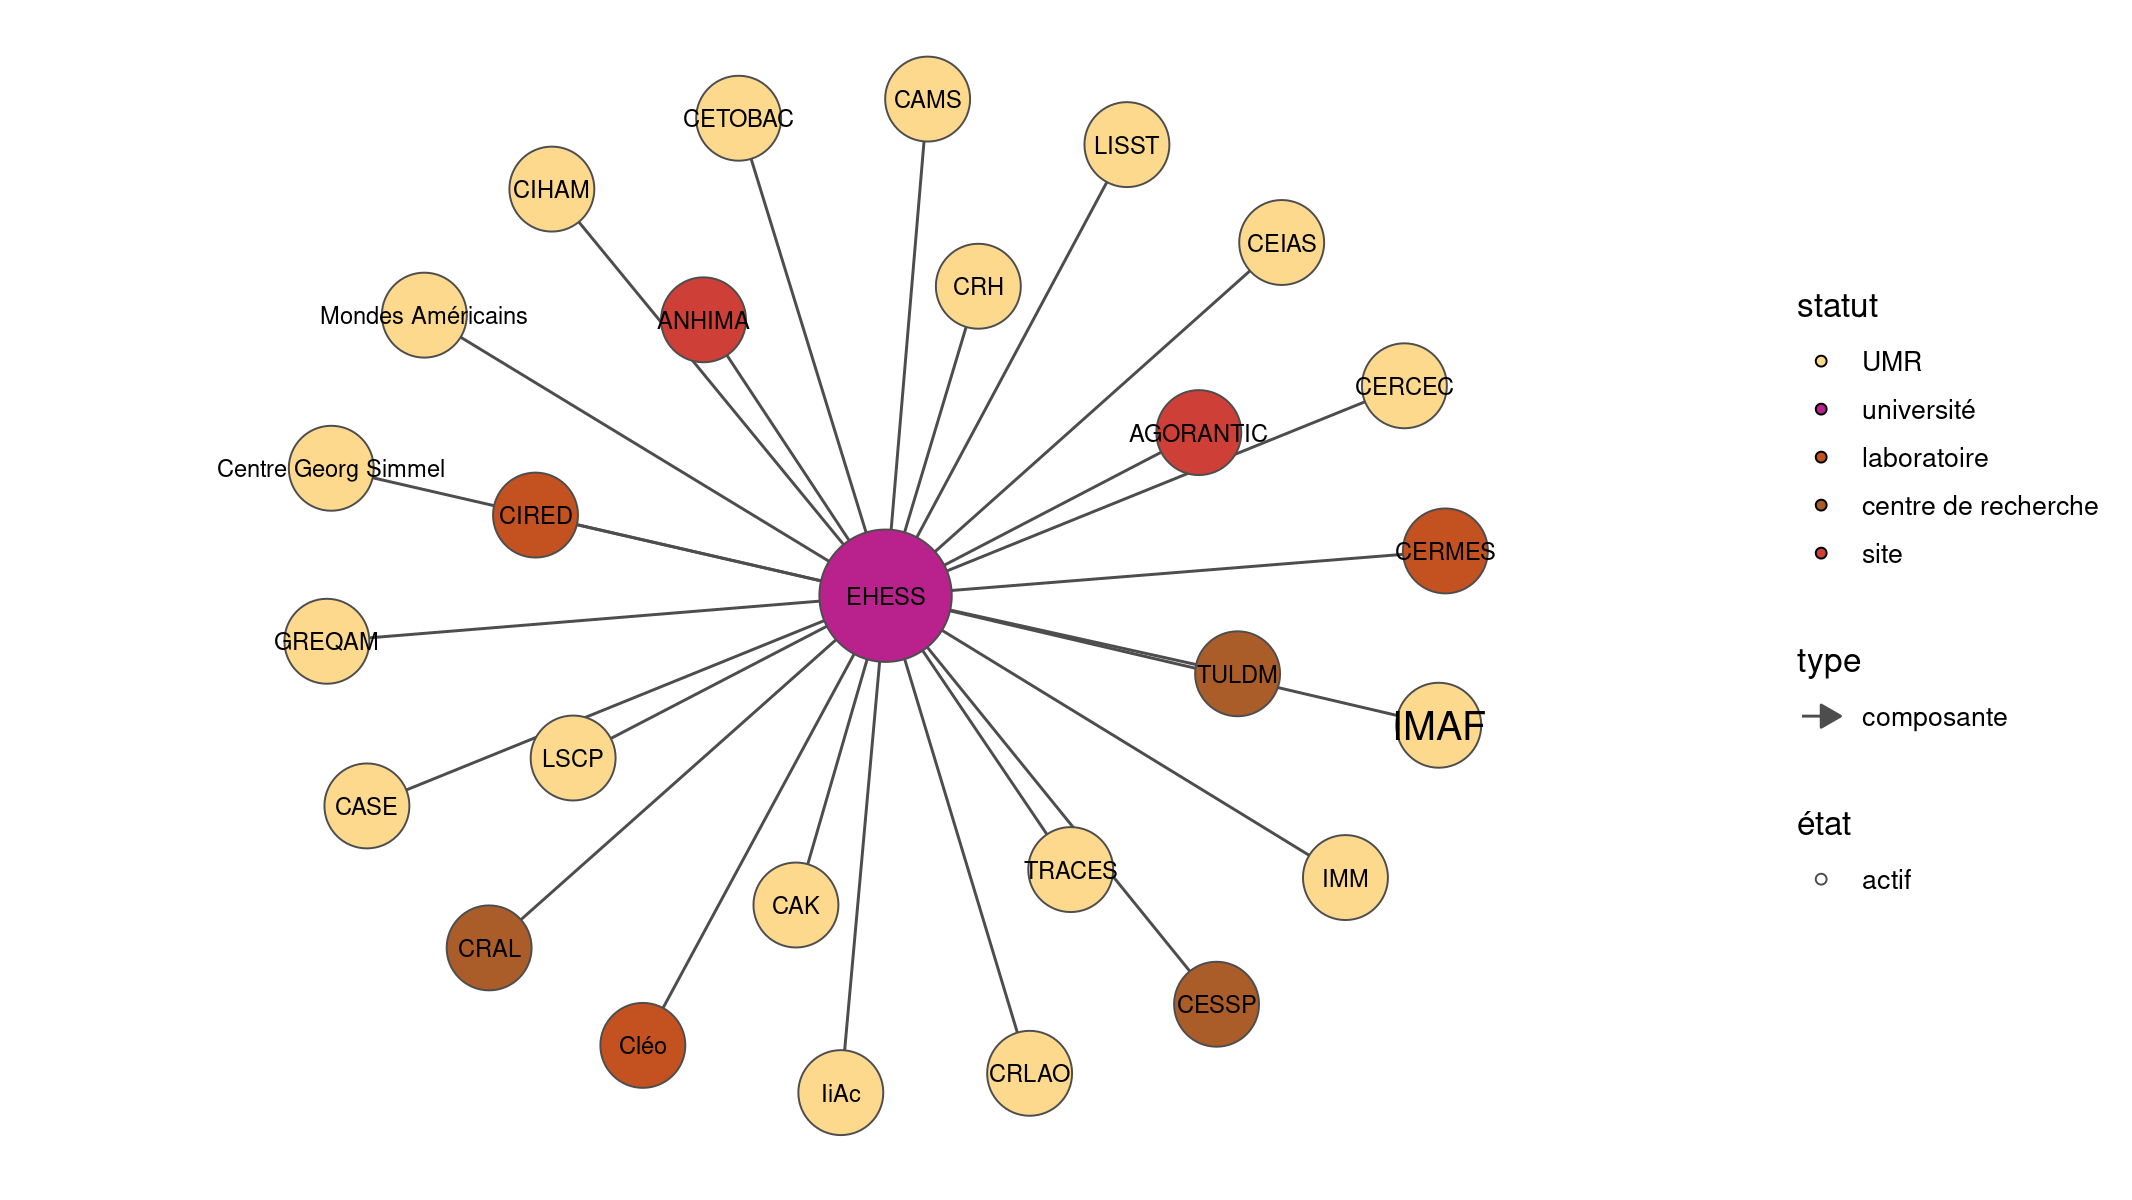 CAMS
CETOBAC
LISST
CIHAM
CEIAS
CRH
Mondes Américains
ANHIMA
CERCEC
AGORANTIC
Centre Georg Simmel
CIRED
CERMES
EHESS
GREQAM
TULDM
IMAF
LSCP
CASE
TRACES
IMM
CAK
CRAL
CESSP
Cléo
CRLAO
IiAc
statut
UMR
université
laboratoire
centre de recherche
site
type
composante
état
actif